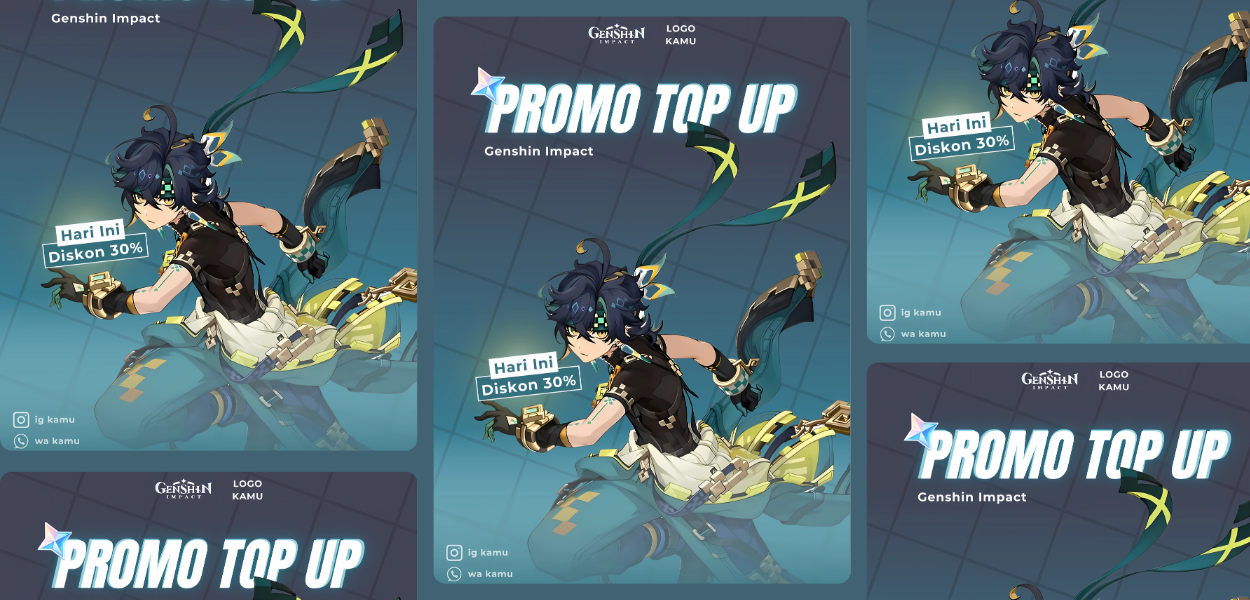 Genshin Impact
Hari Ini
Diskon 30%
ig kamu
wa kamu
GENSHIN
IMPACT
LOGO
KAMU
PROMO TOP UP
GENSHIN
IMPACT
LOGO
KAMU
PROMO TOP UP
Genshin Impact
Hari Ini
Diskon 30%
ig kamu
wa kamu
Hari Ini
Diskon 30%
ig kamu
wa kamu
GENSHIN
IMPACT
LOGO
KAMU
PROMO TOP UP
Genshin Impact